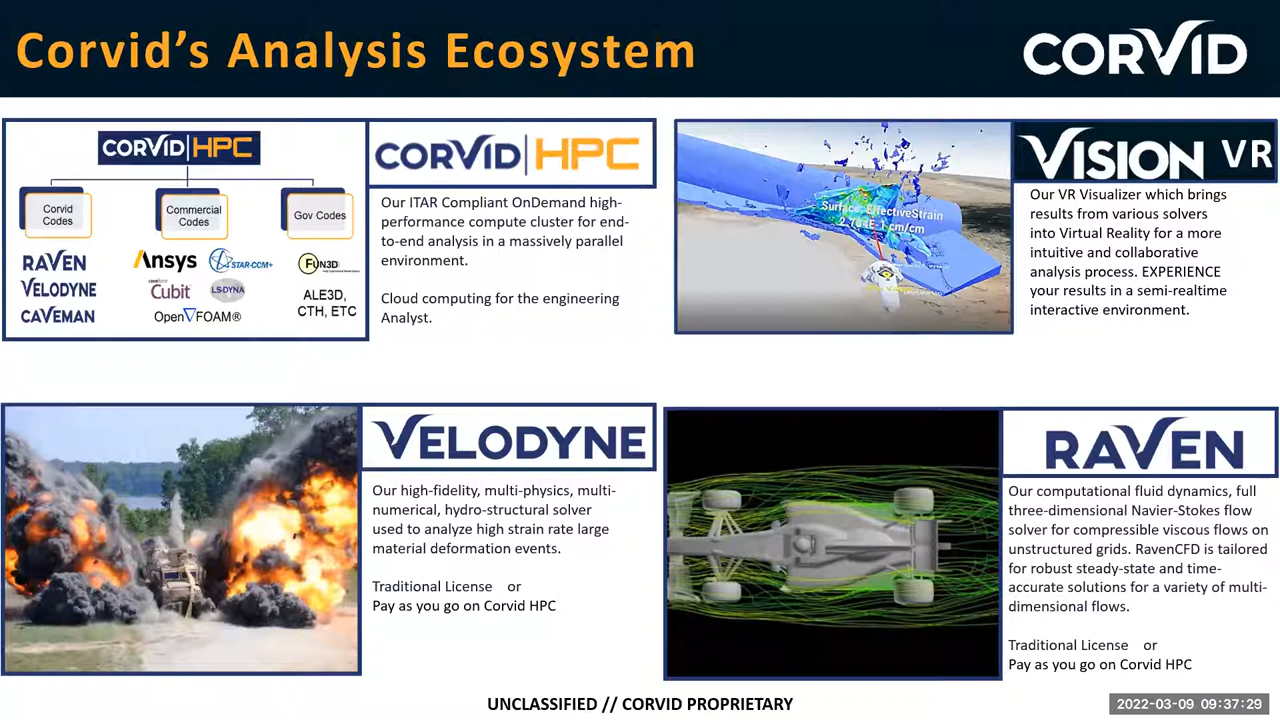 Corvid's Analysis Ecosystem
CORVID
CORVID|HPC
Corvid
Codes
Commercial
Codes
Gov Codes
RAVEN
VELODYNE
CAVEMAN
Ansys
STAR-CCM+
Cubit
LS-DYNA
OpenFOAM®
FUN3D
ALE3D,
CTH, ETC
CORVID|HPC
Our ITAR Compliant OnDemand high-
performance compute cluster for end-
to-end analysis in a massively parallel
environment.
Cloud computing for the engineering
Analyst.
Surface, EffectiveStrain
cm/cm
VISION VR
Our VR Visualizer which brings
results from various solvers
into Virtual Reality for a more
intuitive and collaborative
analysis process. EXPERIENCE
your results in a semi-realtime
interactive environment.
VELODYNE
Our high-fidelity, multi-physics, multi-
numerical, hydro-structural solver
used to analyze high strain rate large
material deformation events.
Traditional License or
Pay as you go on Corvid HPC
RAVEN
Our computational fluid dynamics, full
three-dimensional Navier-Stokes flow
solver for compressible viscous flows on
unstructured grids. RavenCFD is tailored
for robust steady-state and time-
accurate solutions for a variety of multi-
dimensional flows.
Traditional License or
Pay as you go on Corvid HPC
UNCLASSIFIED // CORVID PROPRIETARY
2022-03-09 09:37:29